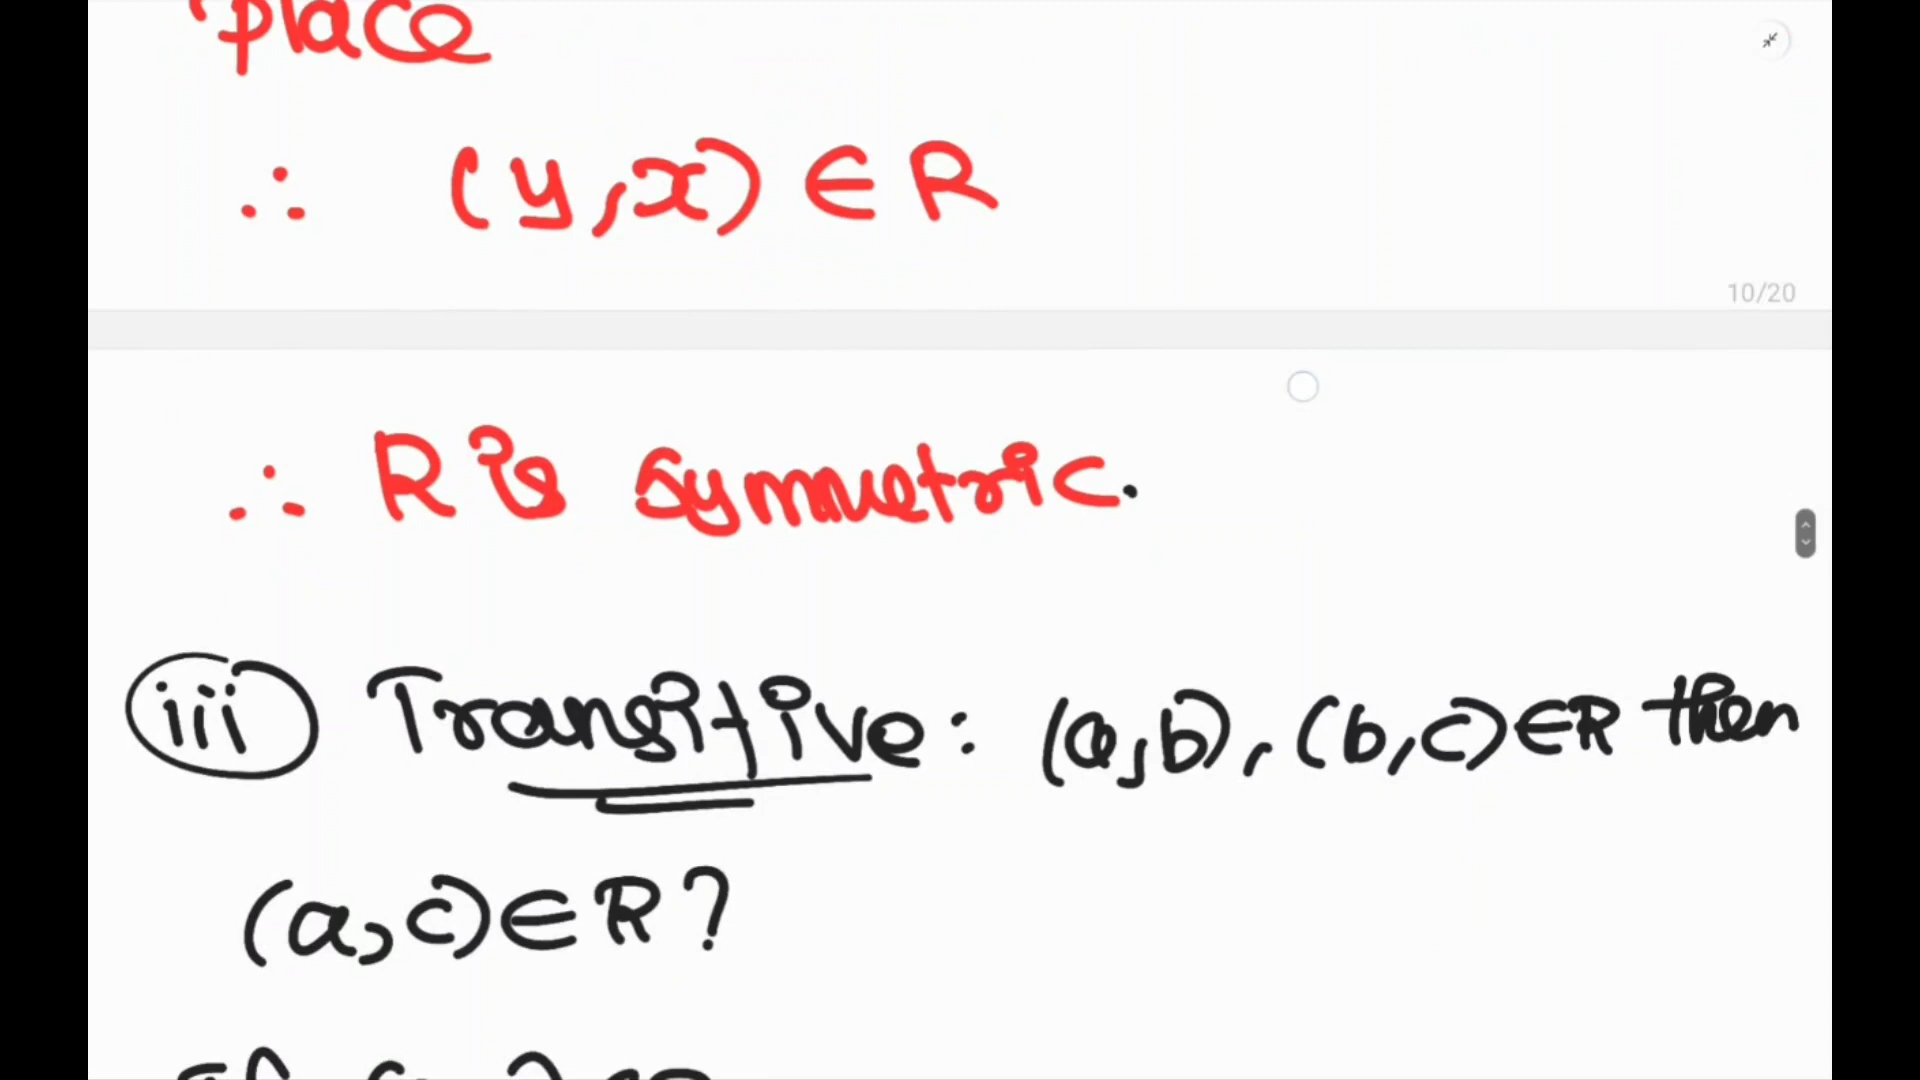 place
∴ (y,x) ∈ R
10/20
∴ R is symmetric.
iii Transitive: (a,b), (b,c) ∈ R then
(a,c) ∈ R?